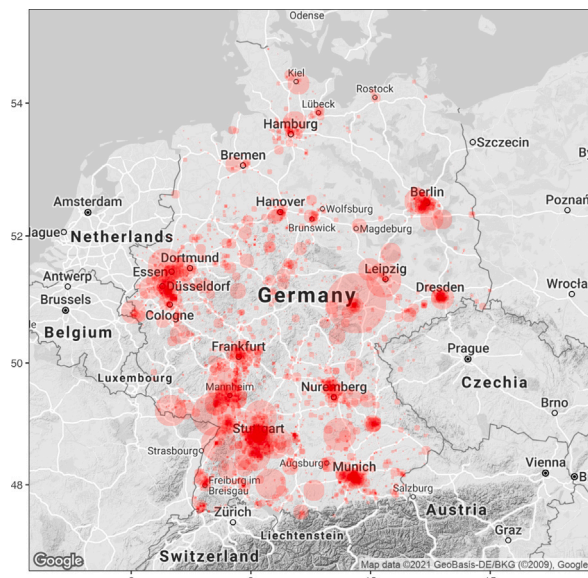 Odense
Kiel
Rostock
54
Lübeck
Hamburg
Szczecin
Bremen
Berlin
Amsterdam
Hanover
Wolfsburg
Poznań
Brunswick
Magdeburg
Netherlands
52
Dortmund
Essen
Leipzig
Antwerp
Düsseldorf
Dresden
Germany
Brussels
Cologne
Belgium
Frankfurt
Prague
50
Luxembourg
Mannheim
Nuremberg
Czechia
Brno
Stuttgart
Strasbourg
Augsburg
Munich
Vienna
48
Freiburg im
Breisgau
Salzburg
Zürich
Austria
Liechtenstein
Graz
Switzerland
Google
Map data ©2021 GeoBasis-DE/BKG (©2009), Google